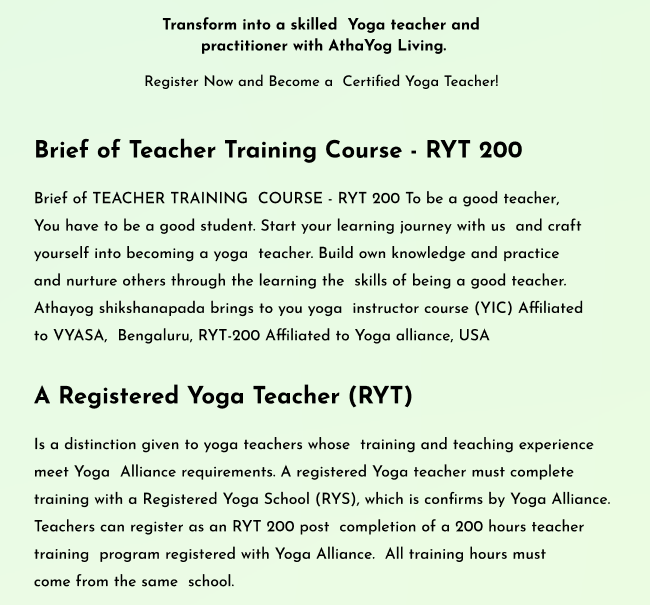 Transform into a skilled  Yoga teacher and
practitioner with AthaYog Living.
Register Now and Become a  Certified Yoga Teacher!
Brief of Teacher Training Course - RYT 200
Brief of TEACHER TRAINING  COURSE - RYT 200 To be a good teacher,
You have to be a good student. Start your learning journey with us  and craft
yourself into becoming a yoga  teacher. Build own knowledge and practice
and nurture others through the learning the  skills of being a good teacher.
Athayog shikshanapada brings to you yoga  instructor course (YIC) Affiliated
to VYASA,  Bengaluru, RYT-200 Affiliated to Yoga alliance, USA
A Registered Yoga Teacher (RYT)
Is a distinction given to yoga teachers whose  training and teaching experience
meet Yoga  Alliance requirements. A registered Yoga teacher must complete
training with a Registered Yoga School (RYS), which is confirms by Yoga Alliance.
Teachers can register as an RYT 200 post  completion of a 200 hours teacher
training  program registered with Yoga Alliance.  All training hours must
come from the same  school.